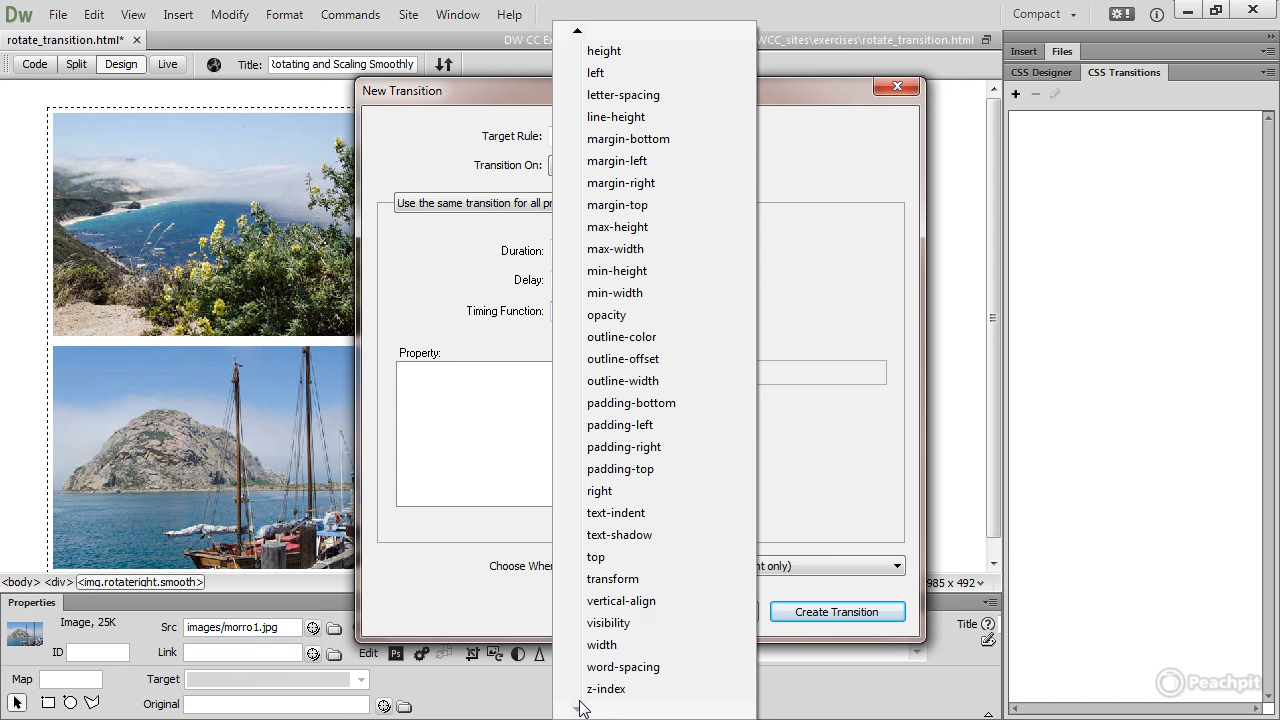 Dw File Edit View Insert Modify Format Commands Site Window Help Compact
rotate_transition.html* DW CC Ex WCC_sites\exercises\rotate_transition.html
Code Split Design Live Title: Rotating and Scaling Smoothly
Insert Files
CSS Designer CSS Transitions
New Transition
Target Rule:
Transition On:
Use the same transition for all pr
Duration:
Delay:
Timing Function:
Property:
height
left
letter-spacing
line-height
margin-bottom
margin-left
margin-right
margin-top
max-height
max-width
min-height
min-width
opacity
outline-color
outline-offset
outline-width
padding-bottom
padding-left
padding-right
padding-top
right
text-indent
text-shadow
top
transform
vertical-align
visibility
width
word-spacing
z-index
Choose Wher nt only)
Create Transition
<body> <div> <img.rotateright.smooth> 985 x 492
Properties
Image, 25K Src images/morro1.jpg Title
ID Link Edit Ps
Map Target
Original
Peachpit